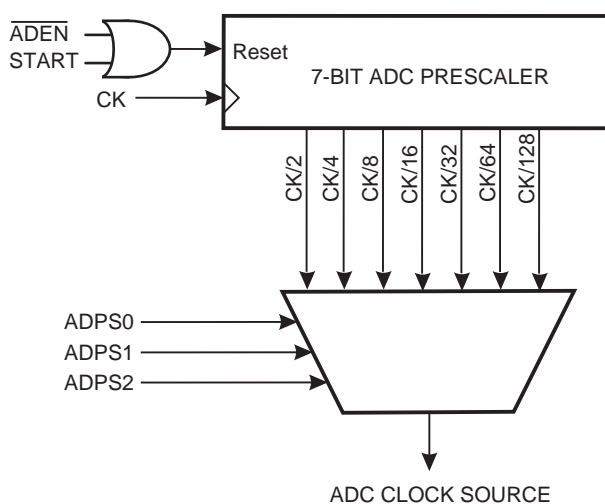 ADEN
START
Reset
7-BIT ADC PRESCALER
CK
CK/2
CK/4
CK/8
CK/16
CK/32
CK/64
CK/128
ADPS0
ADPS1
ADPS2
ADC CLOCK SOURCE